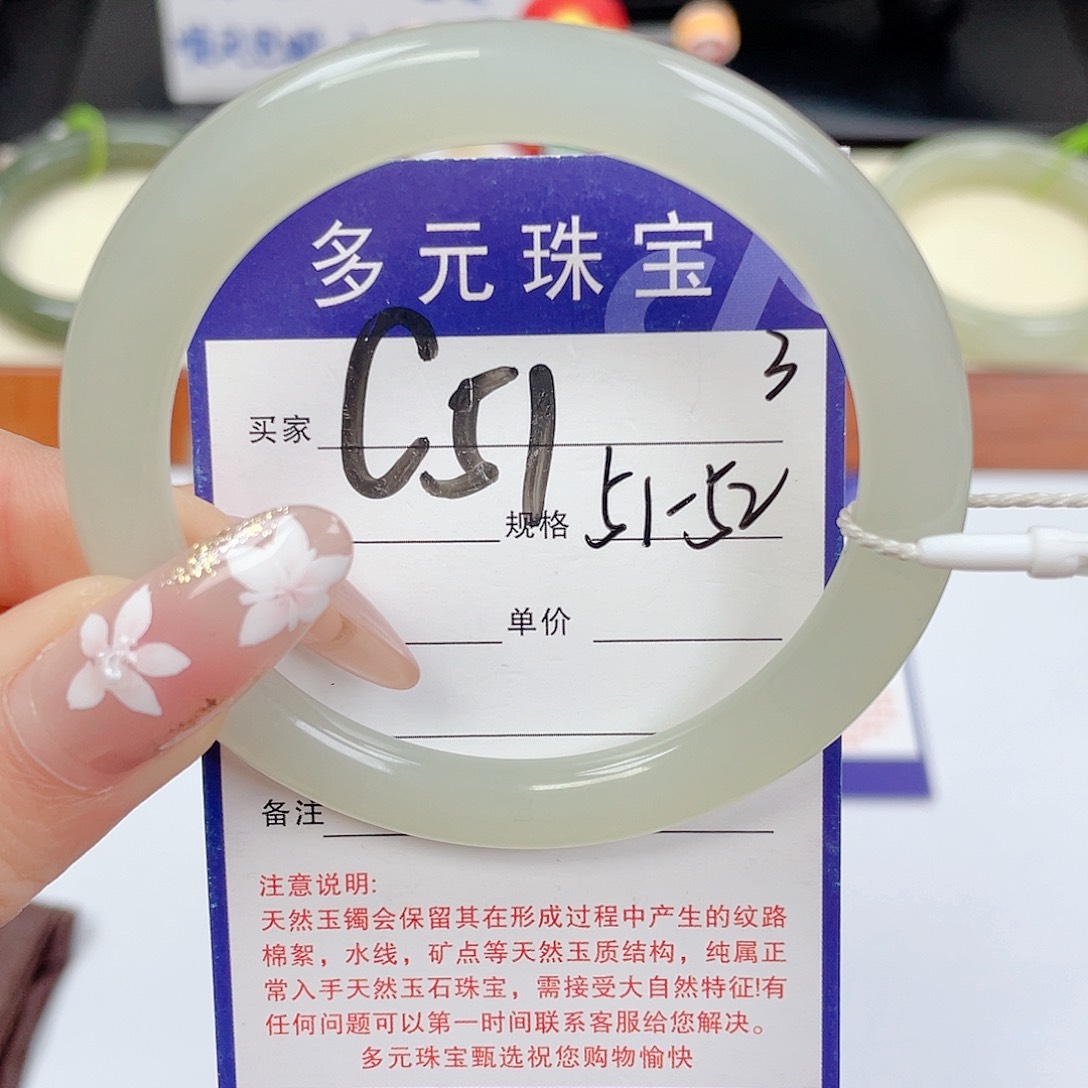 多元珠宝
3
买家 C51
规格 51-52
单价
备注
注意说明:
天然玉镯会保留其在形成过程中产生的纹路
棉絮，水线，矿点等天然玉质结构，纯属正
常入手天然玉石珠宝，需接受大自然特征!有
任何问题可以第一时间联系客服给您解决。
多元珠宝甄选祝您购物愉快